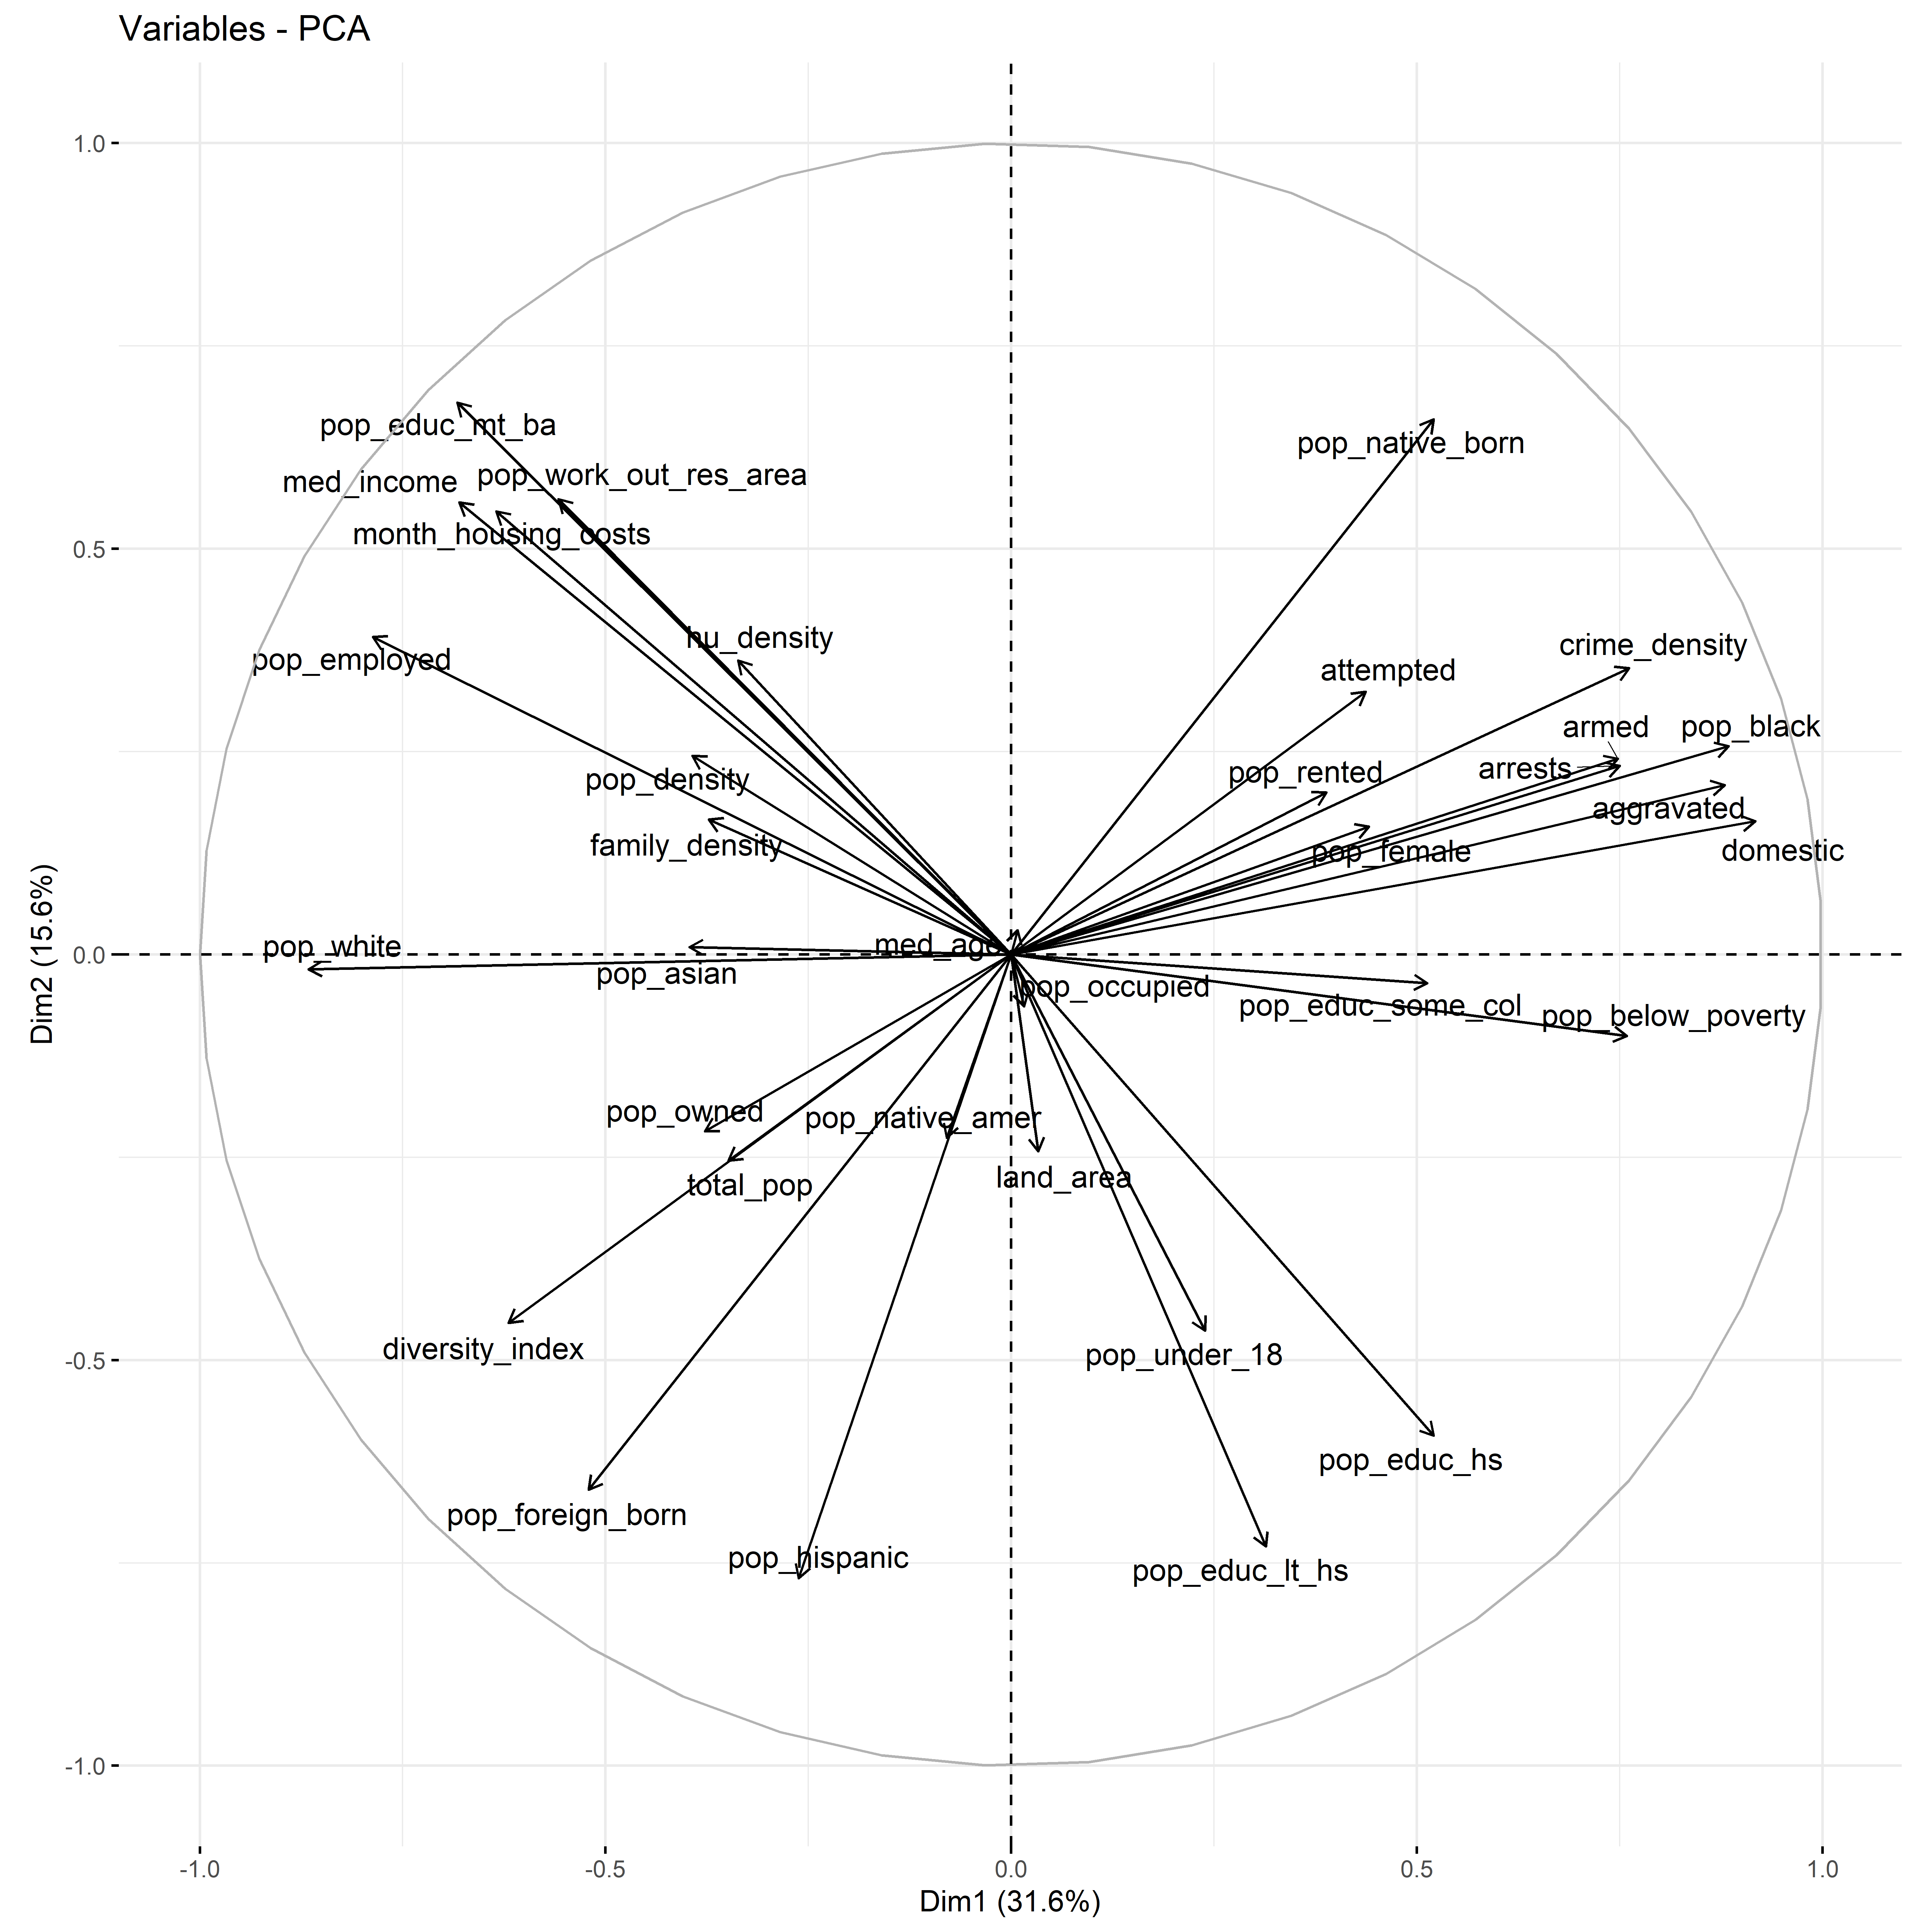 Variables - PCA
1.0
pop_educ_mt_ba
pop_native_born
pop_work_out_res_area
med_income
month_housing_costs
0.5
hu_density
crime_density
pop_employed
attempted
armed
pop_black
pop_rented
arrests
pop_density
aggravated
family_density
pop_female
domestic
med_age
pop_white
0.0
pop_asian
pop_occupied
pop_educ_some_col
pop_below_poverty
pop_owned
pop_native_amer
land_area
total_pop
diversity_index
pop_under_18
-0.5
pop_educ_hs
pop_foreign_born
pop_hispanic
pop_educ_lt_hs
-1.0
Dim2 (15.6%)
-1.0
-0.5
0.0
0.5
1.0
Dim1 (31.6%)